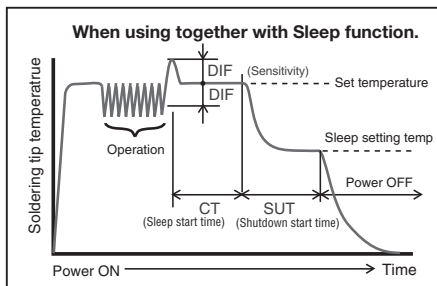 When using together with Sleep function.
Soldering tip temperatrue
DIF
(Sensitivity)
Set temperature
DIF
Operation
Sleep setting temp
Power OFF
CT
SUT
(Sleep start time)
(Shutdown start time)
Power ON
Time